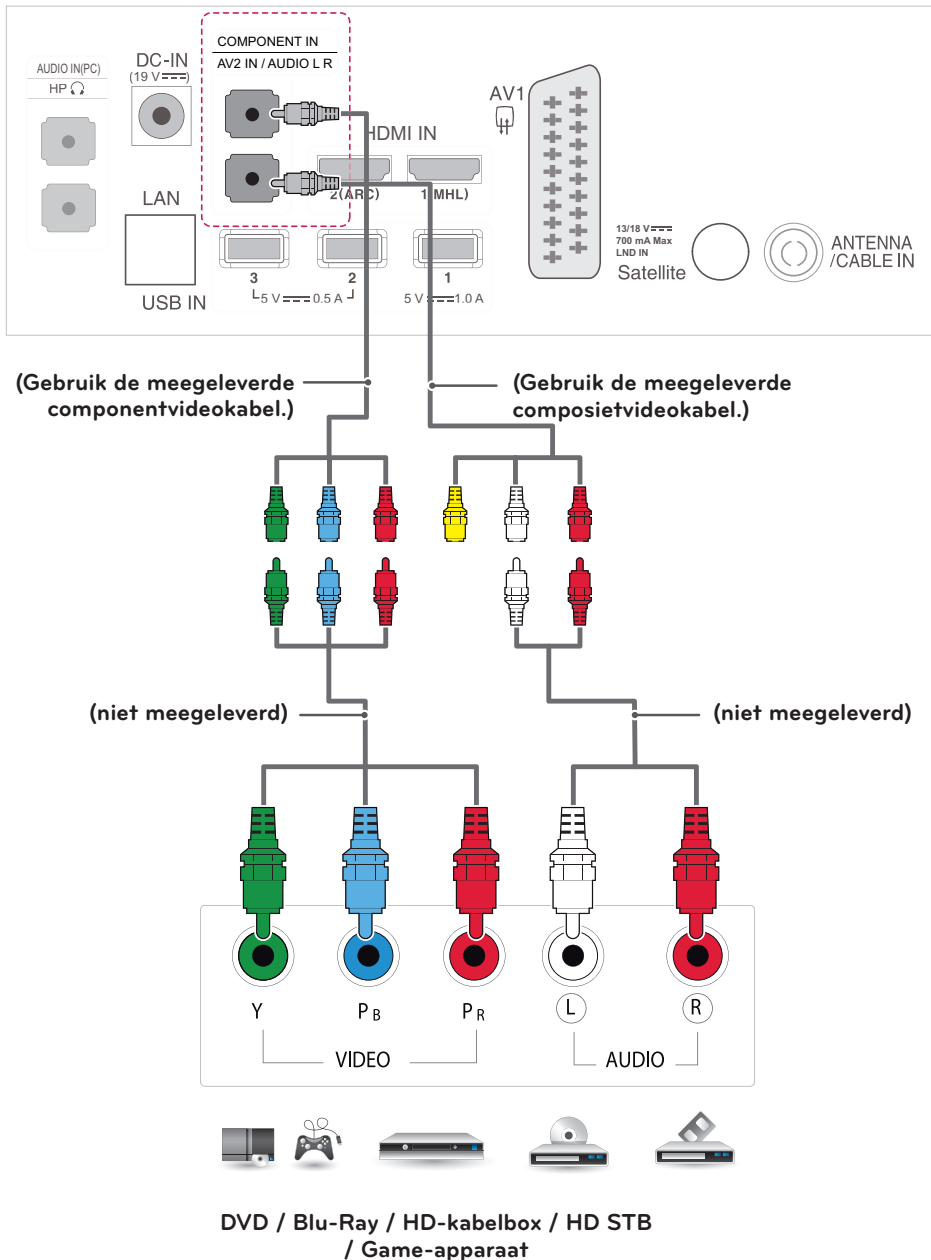 COMPONENT IN
AV2 IN / AUDIO L R
AUDIO IN(PC)
HP
DC-IN
(19 V)
AV1
HDMI IN
2(ARC)
1(MHL)
LAN
USB IN
3
2
1
5 V 0.5 A
5 V 1.0 A
13/18 V
700 mA Max
LND IN
Satellite
ANTENNA
/CABLE IN
(Gebruik de meegeleverde
componentvideokabel.)
(Gebruik de meegeleverde
composietvideokabel.)
(niet meegeleverd)
(niet meegeleverd)
Y
PB
PR
L
R
VIDEO
AUDIO
DVD / Blu-Ray / HD-kabelbox / HD STB
/ Game-apparaat